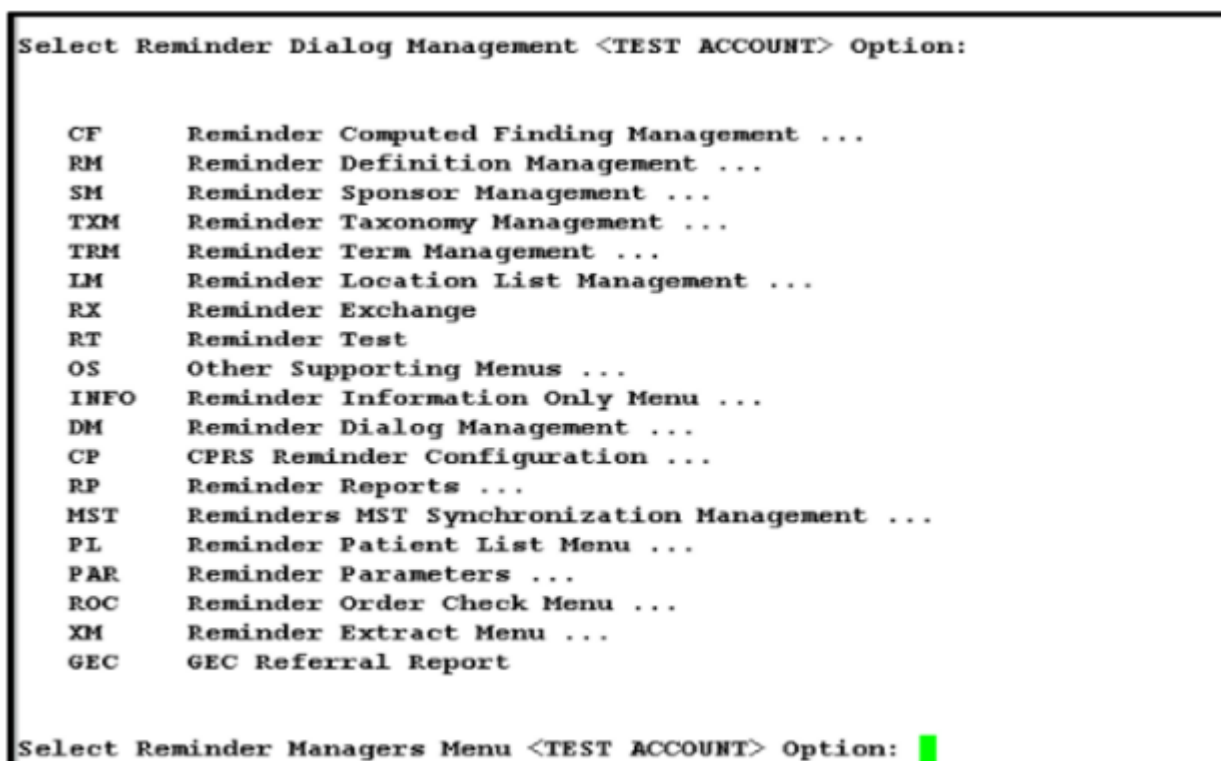 Select Reminder Dialog Management <TEST ACCOUNT> Option:
CF Reminder Computed Finding Management ...
RM Reminder Definition Management ...
SM Reminder Sponsor Management ...
TXM Reminder Taxonomy Management ...
TRM Reminder Term Management ...
LM Reminder Location List Management ...
RX Reminder Exchange
RT Reminder Test
OS Other Supporting Menus ...
INFO Reminder Information Only Menu ...
DM Reminder Dialog Management ...
CP CPRS Reminder Configuration ...
RP Reminder Reports ...
MST Reminders MST Synchronization Management ...
PL Reminder Patient List Menu ...
PAR Reminder Parameters ...
ROC Reminder Order Check Menu ...
XM Reminder Extract Menu ...
GEC GEC Referral Report
Select Reminder Managers Menu <TEST ACCOUNT> Option: